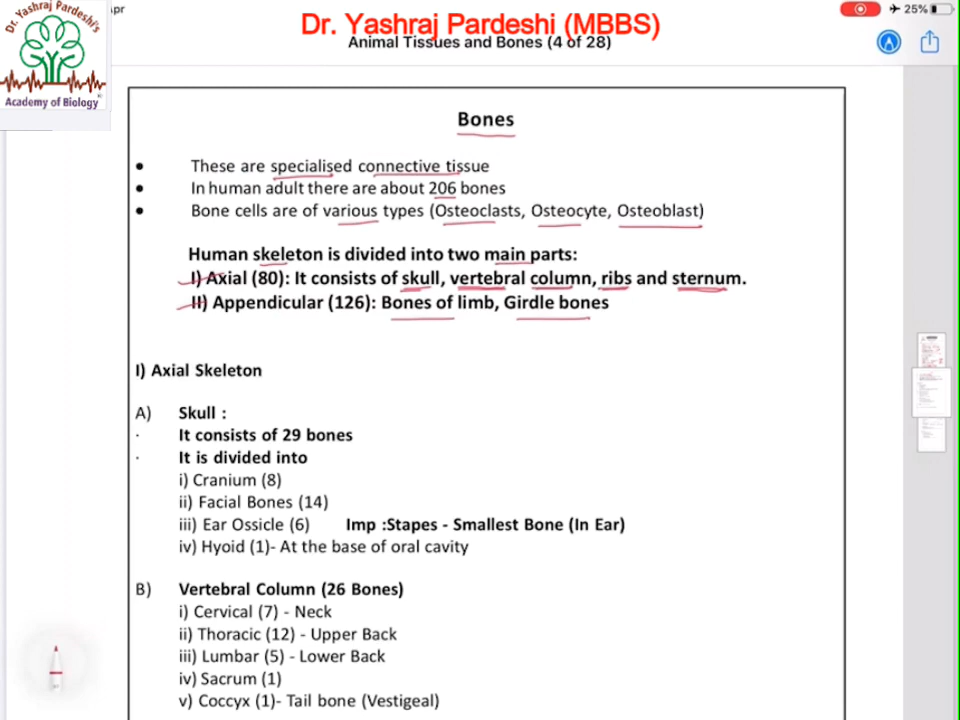 pr
Dr. Yashraj Pardeshi (MBBS)
25%
Animal Tissues and Bones (4 of 28)
Dr. Yashraj Pardeshi's
Academy of Biology
Bones
• These are specialised connective tissue
• In human adult there are about 206 bones
• Bone cells are of various types (Osteoclasts, Osteocyte, Osteoblast)
Human skeleton is divided into two main parts:
I) Axial (80): It consists of skull, vertebral column, ribs and sternum.
II) Appendicular (126): Bones of limb, Girdle bones
I) Axial Skeleton
A) Skull :
· It consists of 29 bones
· It is divided into
i) Cranium (8)
ii) Facial Bones (14)
iii) Ear Ossicle (6) Imp :Stapes - Smallest Bone (In Ear)
iv) Hyoid (1)- At the base of oral cavity
B) Vertebral Column (26 Bones)
i) Cervical (7) - Neck
ii) Thoracic (12) - Upper Back
iii) Lumbar (5) - Lower Back
iv) Sacrum (1)
v) Coccyx (1)- Tail bone (Vestigeal)